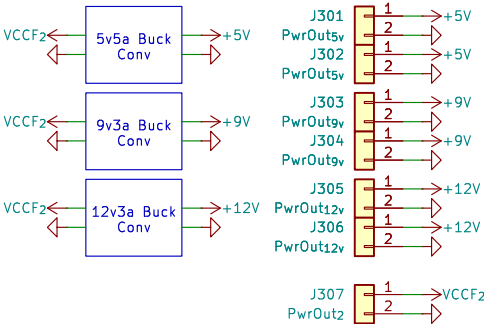 VCCF2 5v5a Buck Conv +5V
VCCF2 9v3a Buck Conv +9V
VCCF2 12v3a Buck Conv +12V
J301 1 +5V
PwrOut5v 2
J302 1 +5V
PwrOut5v 2
J303 1 +9V
PwrOut9v 2
J304 1 +9V
PwrOut9v 2
J305 1 +12V
PwrOut12v 2
J306 1 +12V
PwrOut12v 2
J307 1 VCCF2
PwrOut2 2